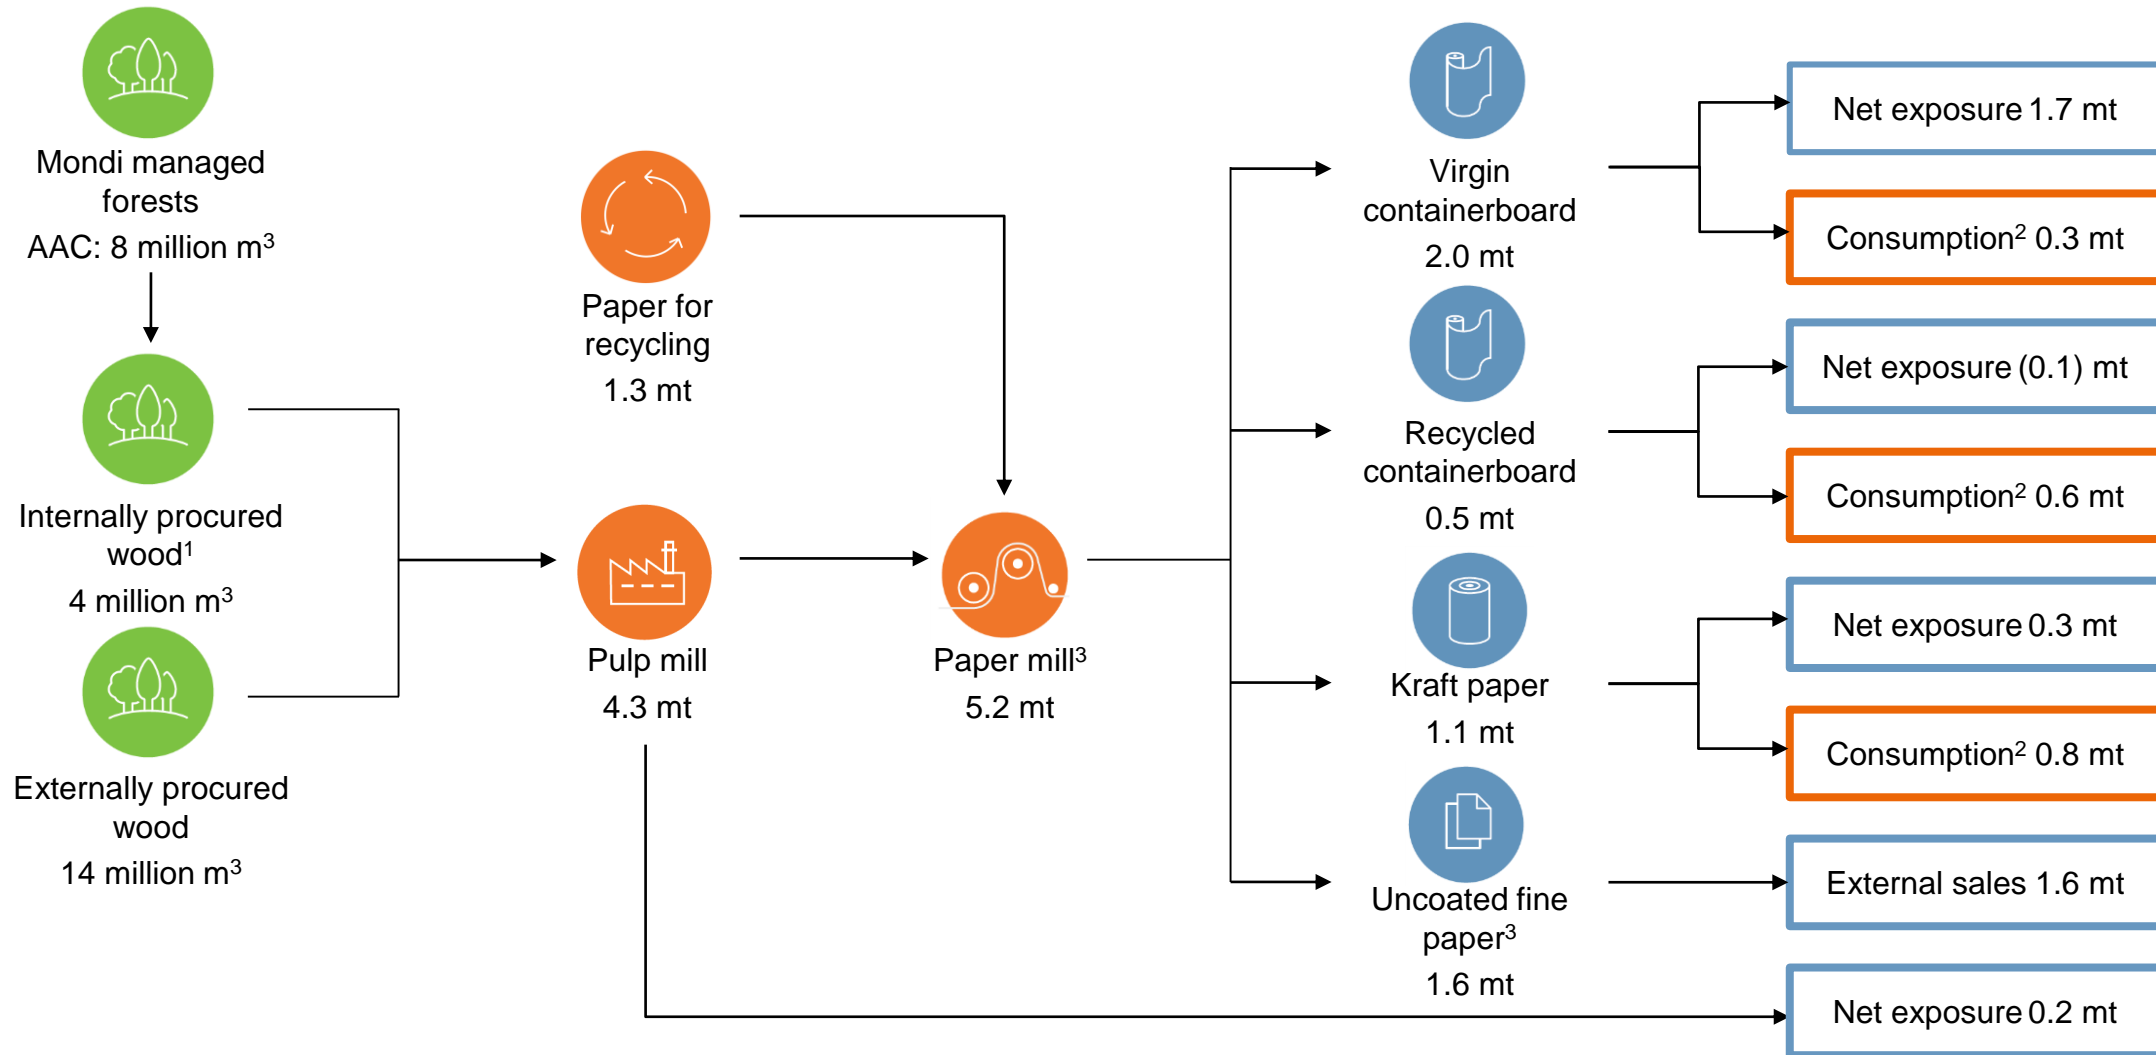 Mondi managed
forests
AAC: 8 million m³
Internally procured
wood¹
4 million m³
Externally procured
wood
14 million m³
Paper for
recycling
1.3 mt
Pulp mill
4.3 mt
Paper mill³
5.2 mt
Virgin
containerboard
2.0 mt
Recycled
containerboard
0.5 mt
Kraft paper
1.1 mt
Uncoated fine
paper³
1.6 mt
Net exposure 1.7 mt
Consumption² 0.3 mt
Net exposure (0.1) mt
Consumption² 0.6 mt
Net exposure 0.3 mt
Consumption² 0.8 mt
External sales 1.6 mt
Net exposure 0.2 mt